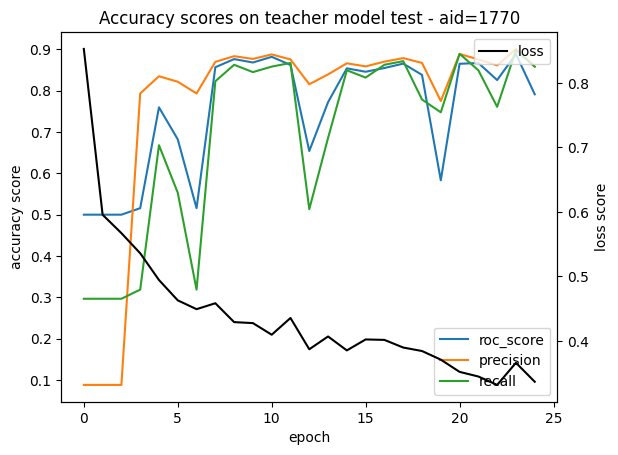 Accuracy scores on teacher model test - aid=1770
accuracy score
0.9
0.8
0.7
0.6
0.5
0.4
0.3
0.2
0.1
loss
0.8
0.7
0.6
0.5
0.4
loss score
roc_score
precision
recall
0
5
10
15
20
25
epoch